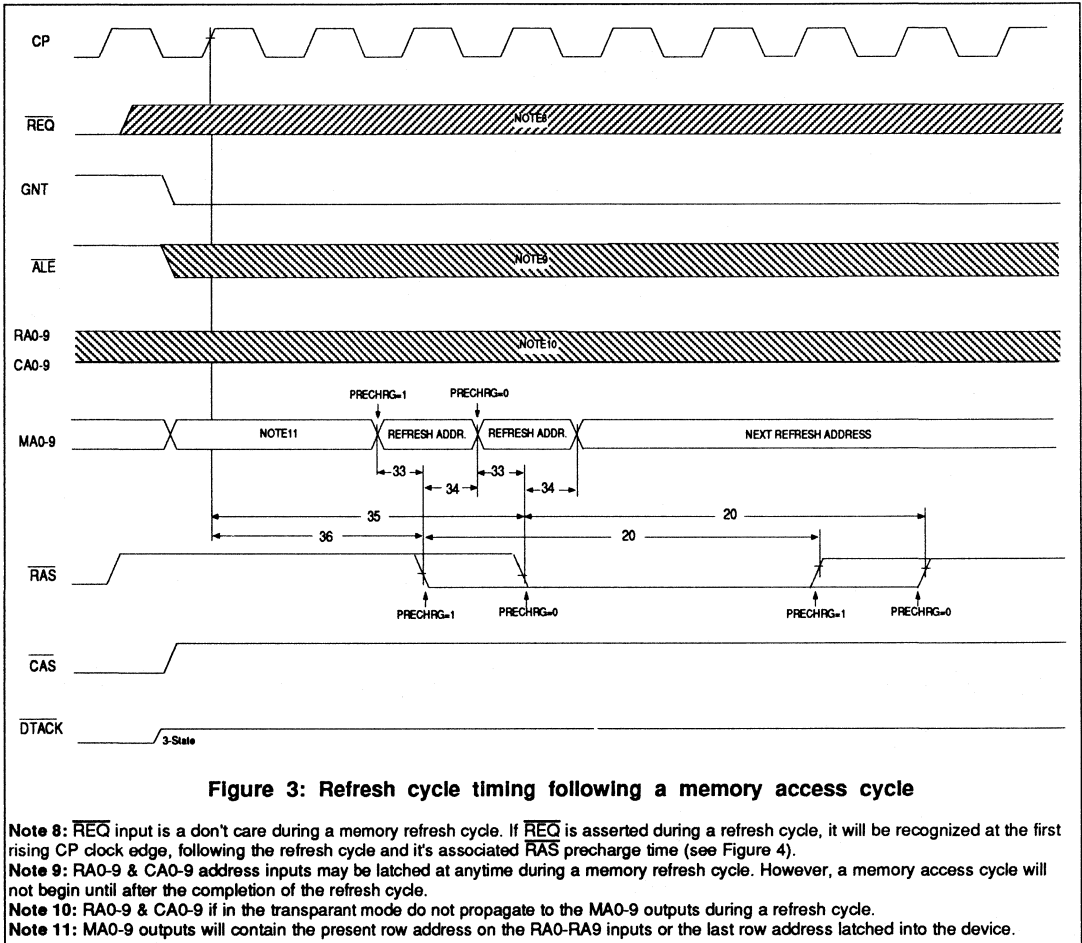 CP
REQ
NOTE8
GNT
ALE
NOTE9
RA0-9
NOTE10
CA0-9
PRECHRG=1 PRECHRG=0
MA0-9 NOTE11 REFRESH ADDR. REFRESH ADDR. NEXT REFRESH ADDRESS
33 33
34 34
35 20
36 20
RAS
PRECHRG=1 PRECHRG=0 PRECHRG=1 PRECHRG=0
CAS
DTACK
3-State
Figure 3: Refresh cycle timing following a memory access cycle
Note 8: REQ input is a don't care during a memory refresh cycle. If REQ is asserted during a refresh cycle, it will be recognized at the first
rising CP clock edge, following the refresh cycle and it's associated RAS precharge time (see Figure 4).
Note 9: RA0-9 & CA0-9 address inputs may be latched at anytime during a memory refresh cycle. However, a memory access cycle will
not begin until after the completion of the refresh cycle.
Note 10: RA0-9 & CA0-9 if in the transparant mode do not propagate to the MA0-9 outputs during a refresh cycle.
Note 11: MA0-9 outputs will contain the present row address on the RA0-RA9 inputs or the last row address latched into the device.